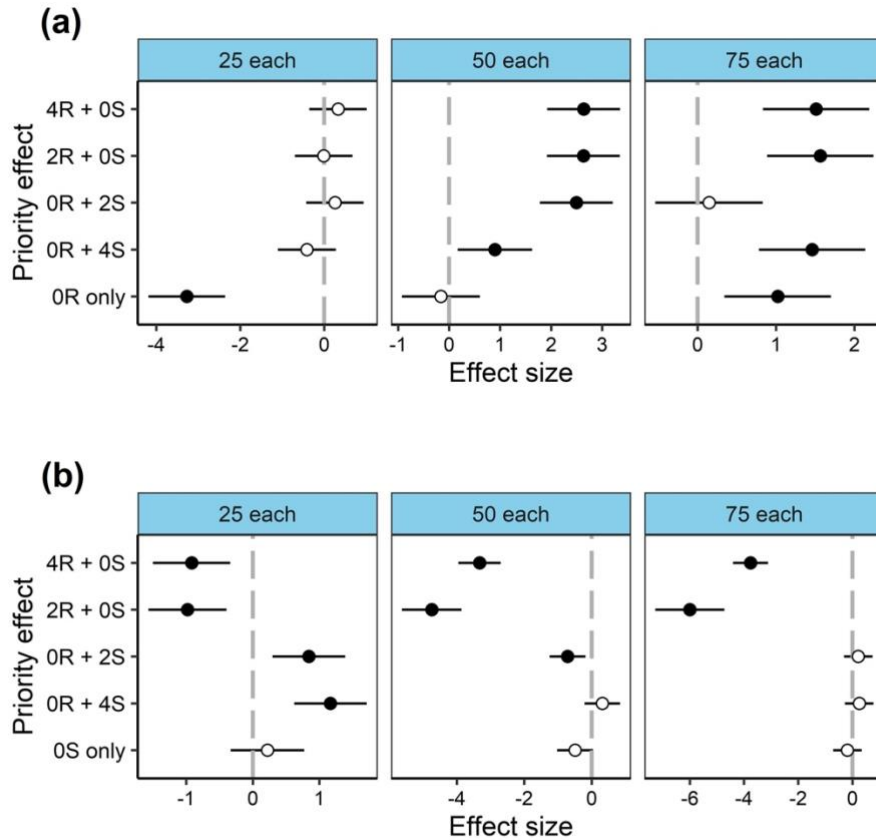 (a)
25 each 50 each 75 each
Priority effect
4R + 0S
2R + 0S
0R + 2S
0R + 4S
0R only
-4 -2 0 -1 0 1 2 3 0 1 2
Effect size
(b)
25 each 50 each 75 each
Priority effect
4R + 0S
2R + 0S
0R + 2S
0R + 4S
0S only
-1 0 1 -4 -2 0 -6 -4 -2 0
Effect size